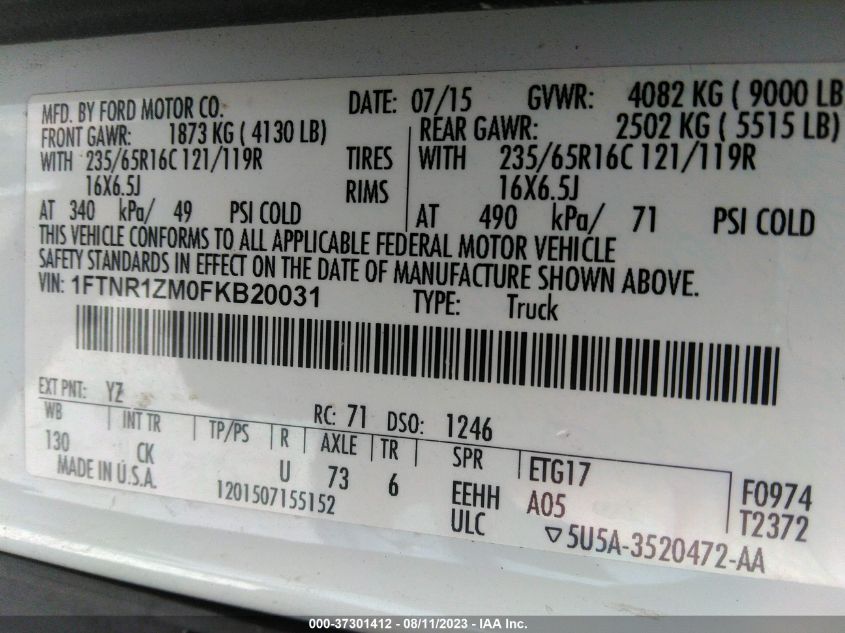 MFD. BY FORD MOTOR CO. DATE: 07/15 GVWR: 4082 KG ( 9000 LB
FRONT GAWR: 1873 KG ( 4130 LB) REAR GAWR: 2502 KG ( 5515 LB)
WITH 235/65R16C 121/119R TIRES WITH 235/65R16C 121/119R
16X6.5J RIMS 16X6.5J
AT 340 kPa/ 49 PSI COLD AT 490 kPa/ 71 PSI COLD
THIS VEHICLE CONFORMS TO ALL APPLICABLE FEDERAL MOTOR VEHICLE
SAFETY STANDARDS IN EFFECT ON THE DATE OF MANUFACTURE SHOWN ABOVE.
VIN: 1FTNR1ZM0FKB20031 TYPE: Truck
EXT PNT: YZ RC: 71 DSO: 1246
WB INT TR TP/PS R AXLE TR SPR ETG17 F0974
130 CK U 73 6 EEHH A05 T2372
MADE IN U.S.A. 1201507155152 ULC ▽5U5A-3520472-AA
000-37301412 - 08/11/2023 - IAA Inc.